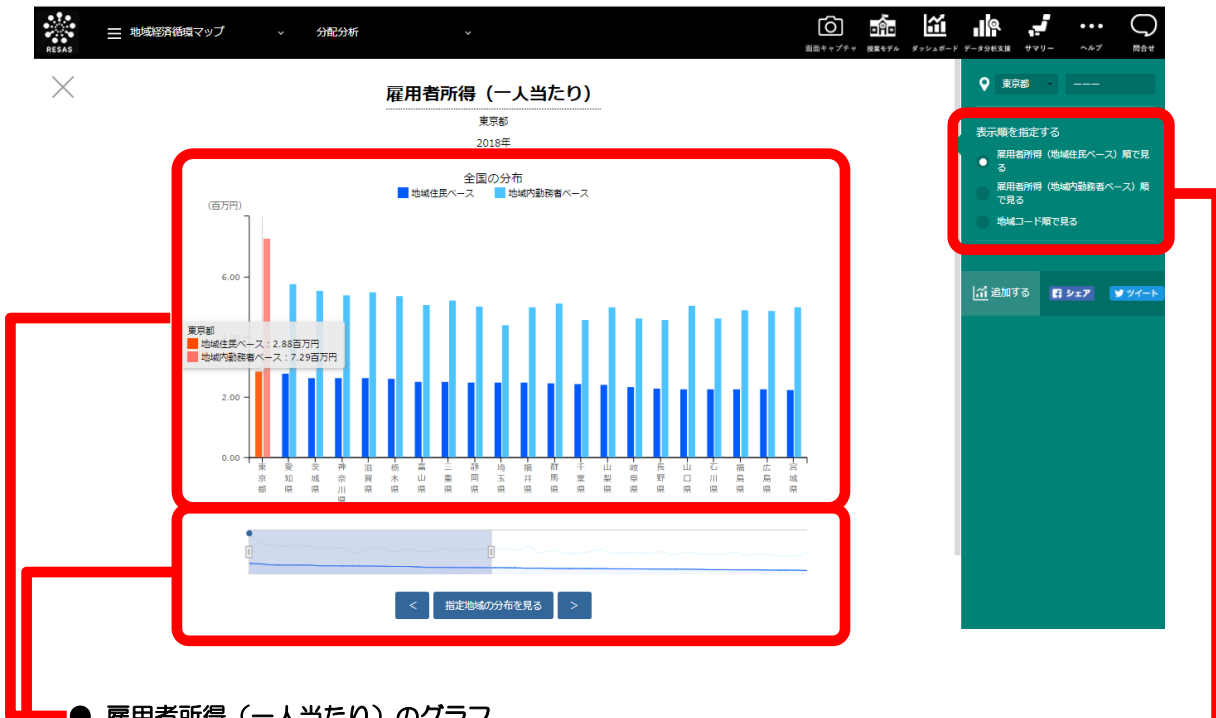 RESAS
地域経済循環マップ
分配分析
画面キャプチャ
授業モデル
ダッシュボード
データ分析支援
サマリー
ヘルプ
問合せ
雇用者所得（一人当たり）
東京都
2018年
全国の分布
地域住民ベース 地域内勤務者ベース
(百万円)
6.00
2.00
0.00
東京都
地域住民ベース：2.88百万円
地域内勤務者ベース：7.29百万円
東京都
愛知県
茨城県
神奈川県
滋賀県
栃木県
富山県
三重県
静岡県
埼玉県
福井県
群馬県
千葉県
山梨県
岐阜県
長野県
山口県
石川県
福島県
広島県
宮城県
＜ 指定地域の分布を見る ＞
東京都 ---
表示順を指定する
雇用者所得（地域住民ベース）順で見
る
雇用者所得（地域内勤務者ベース）順
で見る
地域コード順で見る
追加する
シェア
ツイート
● 雇用者所得（一人当たり）のグラフ